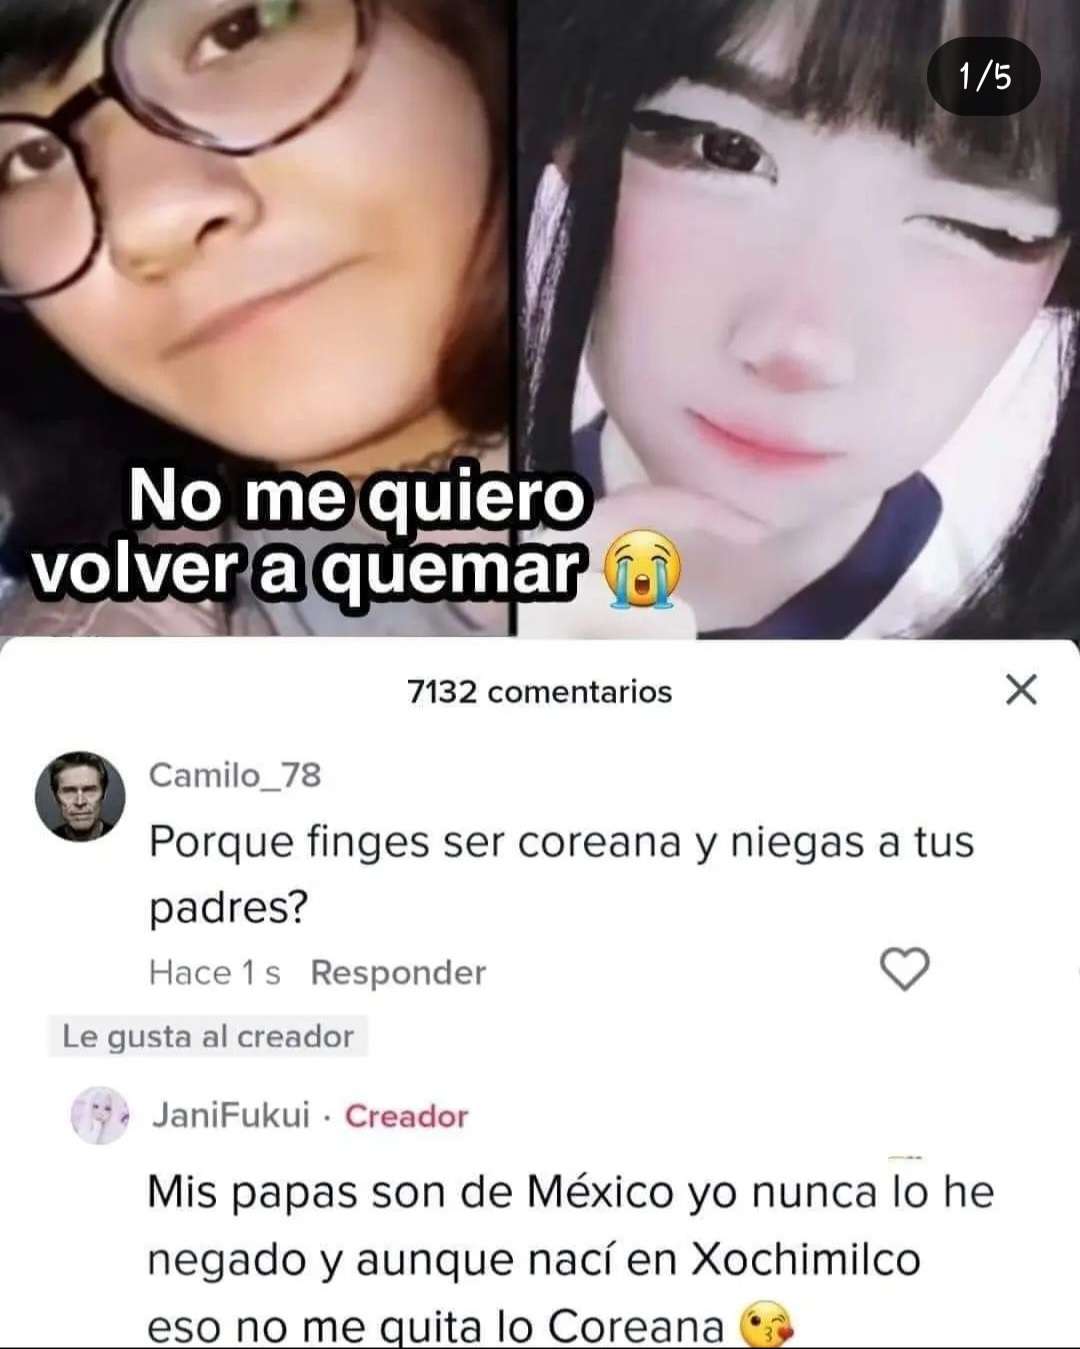 1/5
No me quiero
volver a quemar 😭
7132 comentarios
Camilo_78
Porque finges ser coreana y niegas a tus
padres?
Hace 1 s Responder
Le gusta al creador
JaniFukui · Creador
Mis papas son de México yo nunca lo he
negado y aunque nací en Xochimilco
eso no me quita lo Coreana 😘